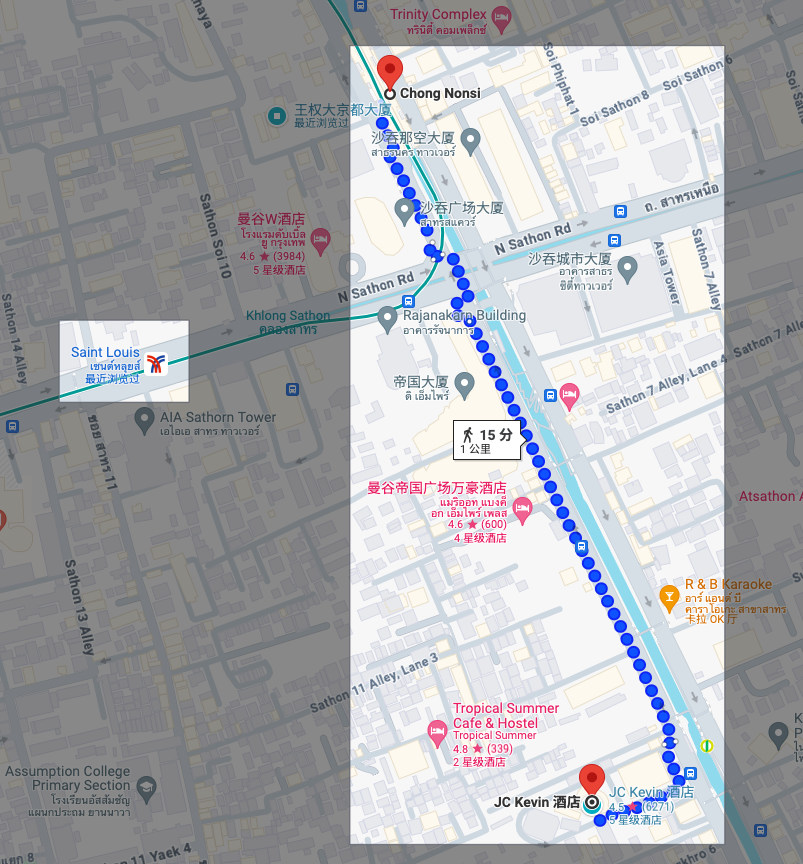 Trinity Complex
ทรินิตี้ คอมเพล็กซ์
Soi Phiphat 1
Soi Sathon 6
Soi Sathon 8
Chong Nonsi
王权大京都大厦
最近浏览过
沙吞那空大厦
สาธรนคร ทาวเวอร์
Sathon Soi 10
曼谷W酒店
โรงแรมดับเบิ้ล
ยู กรุงเทพ
4.6 ★ (3984)
5 星级酒店
沙吞广场大厦
สาทรสแควร์
ถ. สาทรเหนือ
N Sathon Rd
沙吞城市大厦
อาคารสาธร
ซิตี้ทาวเวอร์
Asia Tower
Sathon 7 Alley
N Sathon Rd
Khlong Sathon
คลองสาทร
Rajanakarn Building
อาคารรัจนาการ
Sathon 14 Alley
Saint Louis
เซนต์หลุยส์
最近浏览过
帝国大厦
ดิ เอ็มไพร์
Sathon 7 Alley, Lane 4
Sathon 7 Alley
AIA Sathorn Tower
เอไอเอ สาทร ทาวเวอร์
ซอย สาทร 11
15 分
1 公里
曼谷帝国广场万豪酒店
แมริออท แบงค็
อก เอ็มไพร์ เพลส
4.6 ★ (600)
4 星级酒店
Atsathon
Sathon 13 Alley
R & B Karaoke
อาร์ แอนด์ บี
คาราโอเกะ สาขาสาทร
卡拉 OK 厅
Sathon 11 Alley, Lane 3
Tropical Summer
Cafe & Hostel
Tropical Summer
4.8 ★ (339)
2 星级酒店
Assumption College
Primary Section
โรงเรียนอัสสัมชัญ
แผนกประถม ยานนาวา
JC Kevin 酒店
JC Kevin 酒店
4.5 ★ (6271)
5 星级酒店
แยก 8
11 Yaek 4